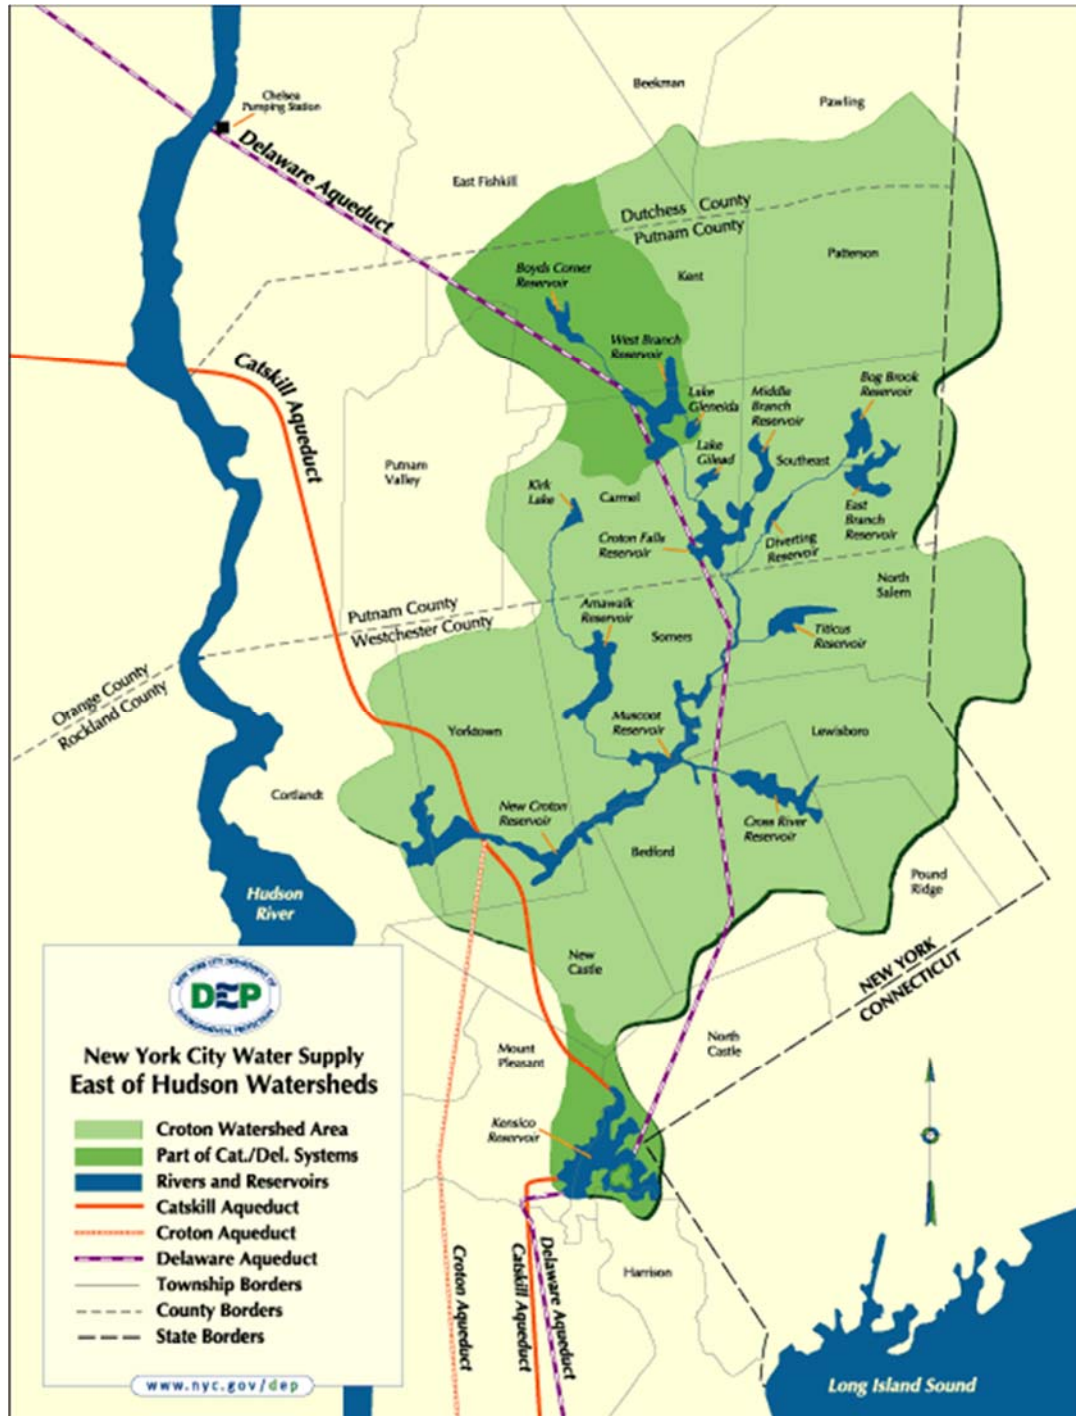 Beekman
Pawling
Chelsea
Pumping Station
Delaware Aqueduct
East Fishkill
Dutchess County
Putnam County
Patterson
Kent
Boyds Corner
Reservoir
West Branch
Reservoir
Catskill Aqueduct
Lake
Gleneida
Middle
Branch
Reservoir
Bog Brook
Reservoir
Putnam
Valley
Lake
Gilead
Southeast
Kirk
Lake
Carmel
East
Branch
Reservoir
Croton Falls
Reservoir
Diverting
Reservoir
North
Salem
Putnam County
Westchester County
Amawalk
Reservoir
Somers
Titicus
Reservoir
Orange County
Rockland County
Yorktown
Muscoot
Reservoir
Lewisboro
Cortlandt
New Croton
Reservoir
Cross River
Reservoir
Bedford
Pound
Ridge
Hudson
River
New
Castle
NEW YORK
CONNECTICUT
North
Castle
Mount
Pleasant
Kensico
Reservoir
Croton Aqueduct
Catskill Aqueduct
Delaware Aqueduct
Harrison
Long Island Sound
NEW YORK CITY DEPARTMENT OF
DEP
ENVIRONMENTAL PROTECTION
New York City Water Supply
East of Hudson Watersheds
Croton Watershed Area
Part of Cat./Del. Systems
Rivers and Reservoirs
Catskill Aqueduct
Croton Aqueduct
Delaware Aqueduct
Township Borders
County Borders
State Borders
www.nyc.gov/dep